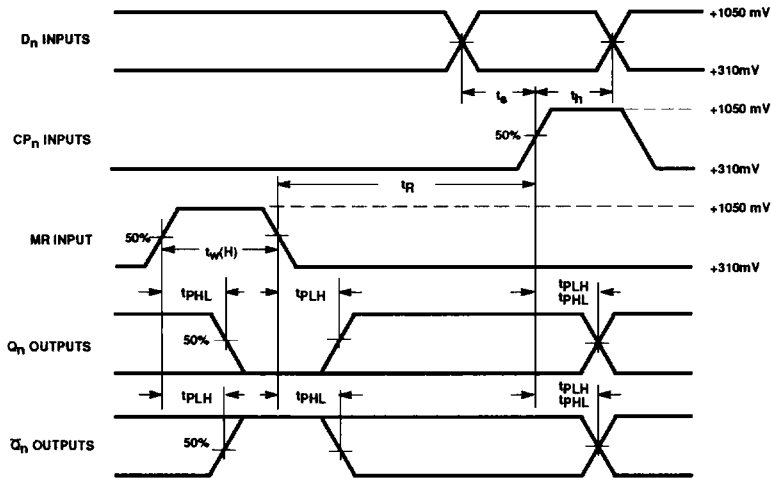 +1050 mV
Dn INPUTS
+310mV
ts th
+1050 mV
50%
CPn INPUTS
+310mV
tR
+1050 mV
MR INPUT
50%
tw(H)
+310mV
tPHL tPLH tPLH
tPHL
Qn OUTPUTS
50%
tPLH tPHL tPLH
tPHL
Q̅n OUTPUTS
50%